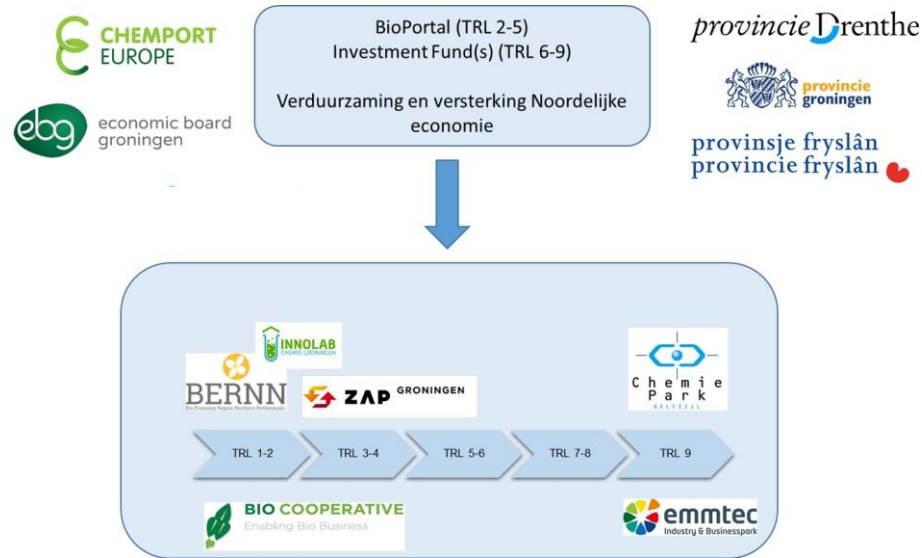 CHEMPORT
EUROPE
ebg
economic board
groningen
BioPortal (TRL 2-5)
Investment Fund(s) (TRL 6-9)
Verduurzaming en versterking Noordelijke
economie
provincie Drenthe
provincie
groningen
provinsje fryslân
provincie fryslân
INNOLAB
CHEMIE GRONINGEN
BERNN
Bio Economy Region Northern Netherlands
ZAP GRONINGEN
Chemie
Park
DELFZIJL
TRL 1-2
TRL 3-4
TRL 5-6
TRL 7-8
TRL 9
BIO COOPERATIVE
Enabling Bio Business
emmtec
Industry & Businesspark